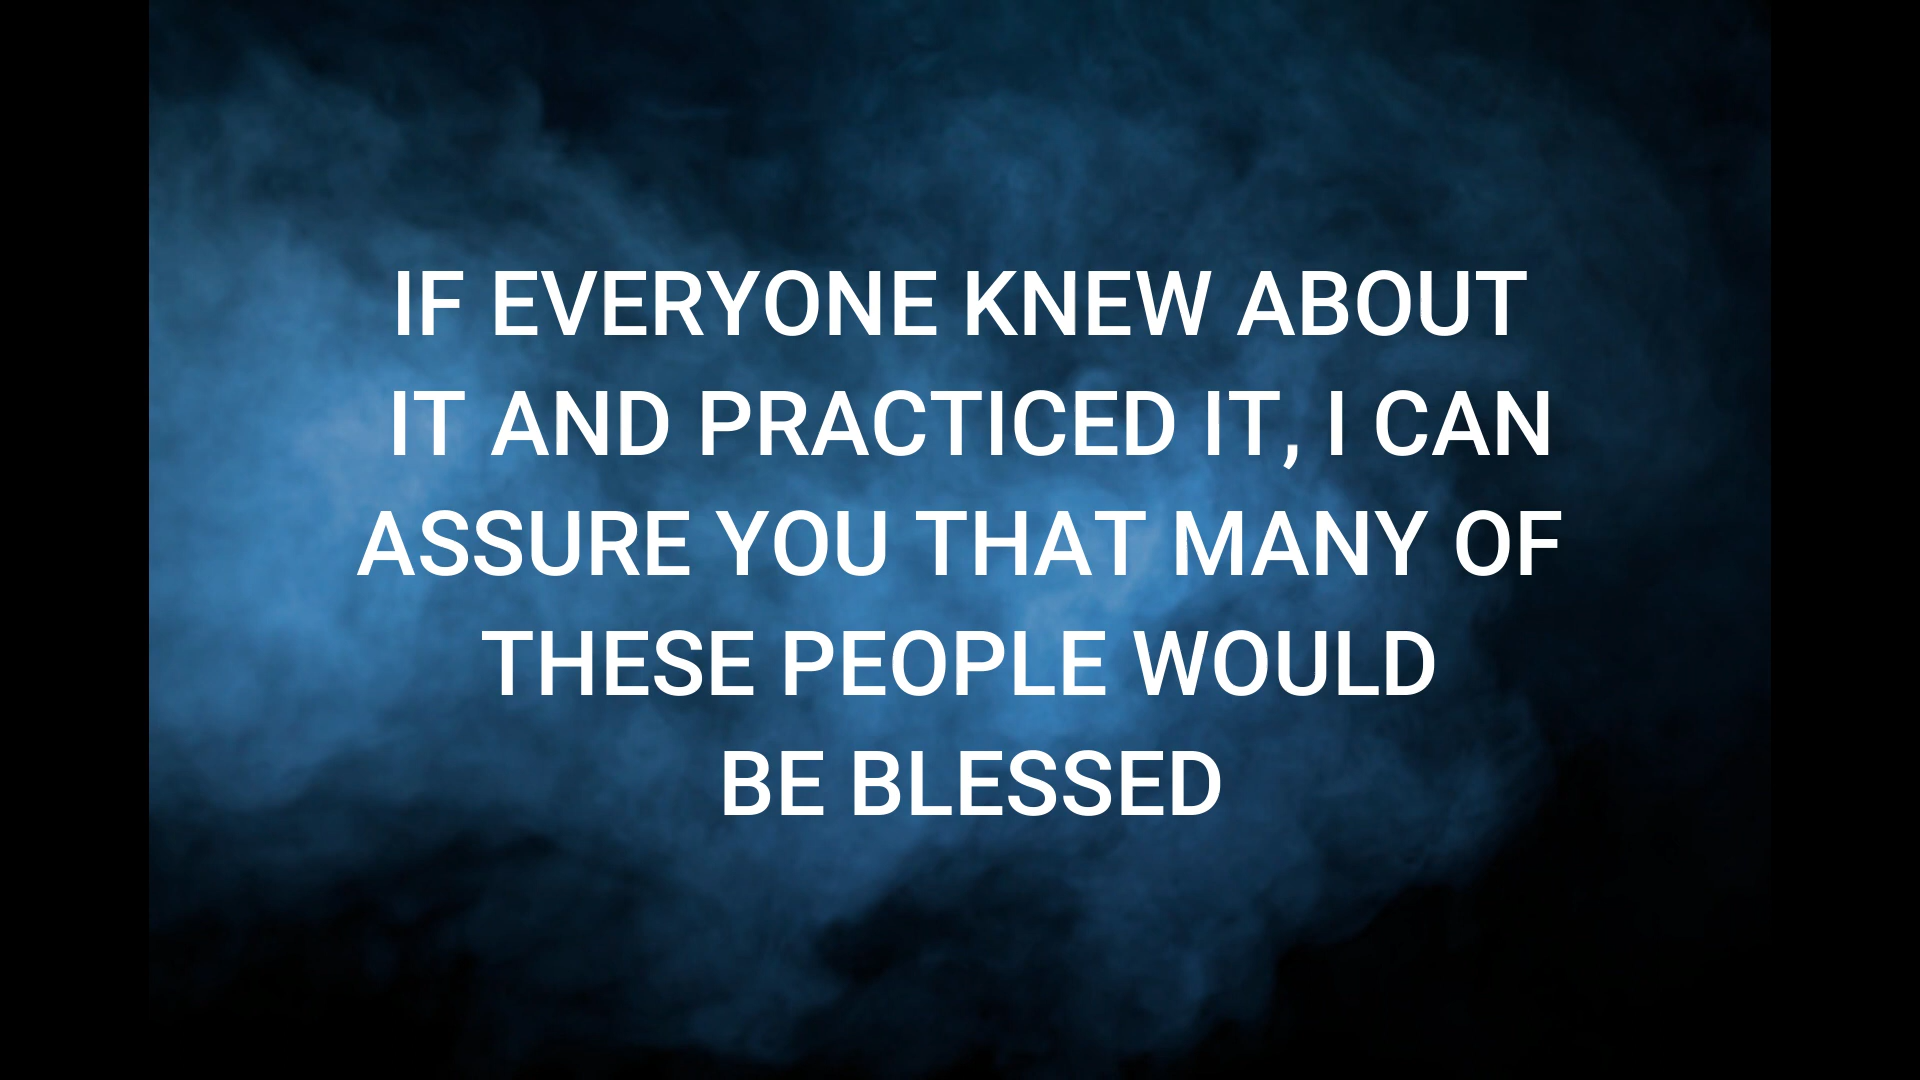 IF EVERYONE KNEW ABOUT
IT AND PRACTICED IT, I CAN
ASSURE YOU THAT MANY OF
THESE PEOPLE WOULD
BE BLESSED